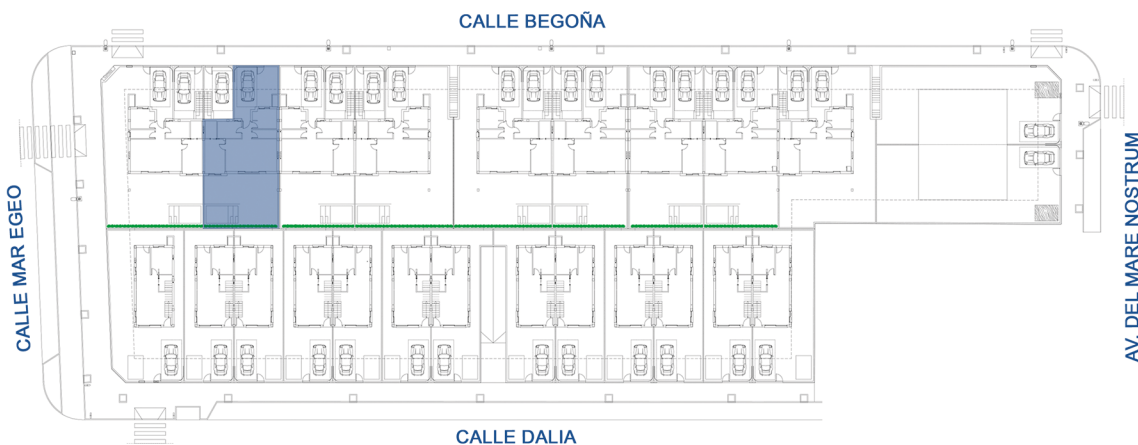 CALLE BEGOÑA
CALLE MAR EGEO
AV. DEL MARE NOSTRUM
CALLE DALIA